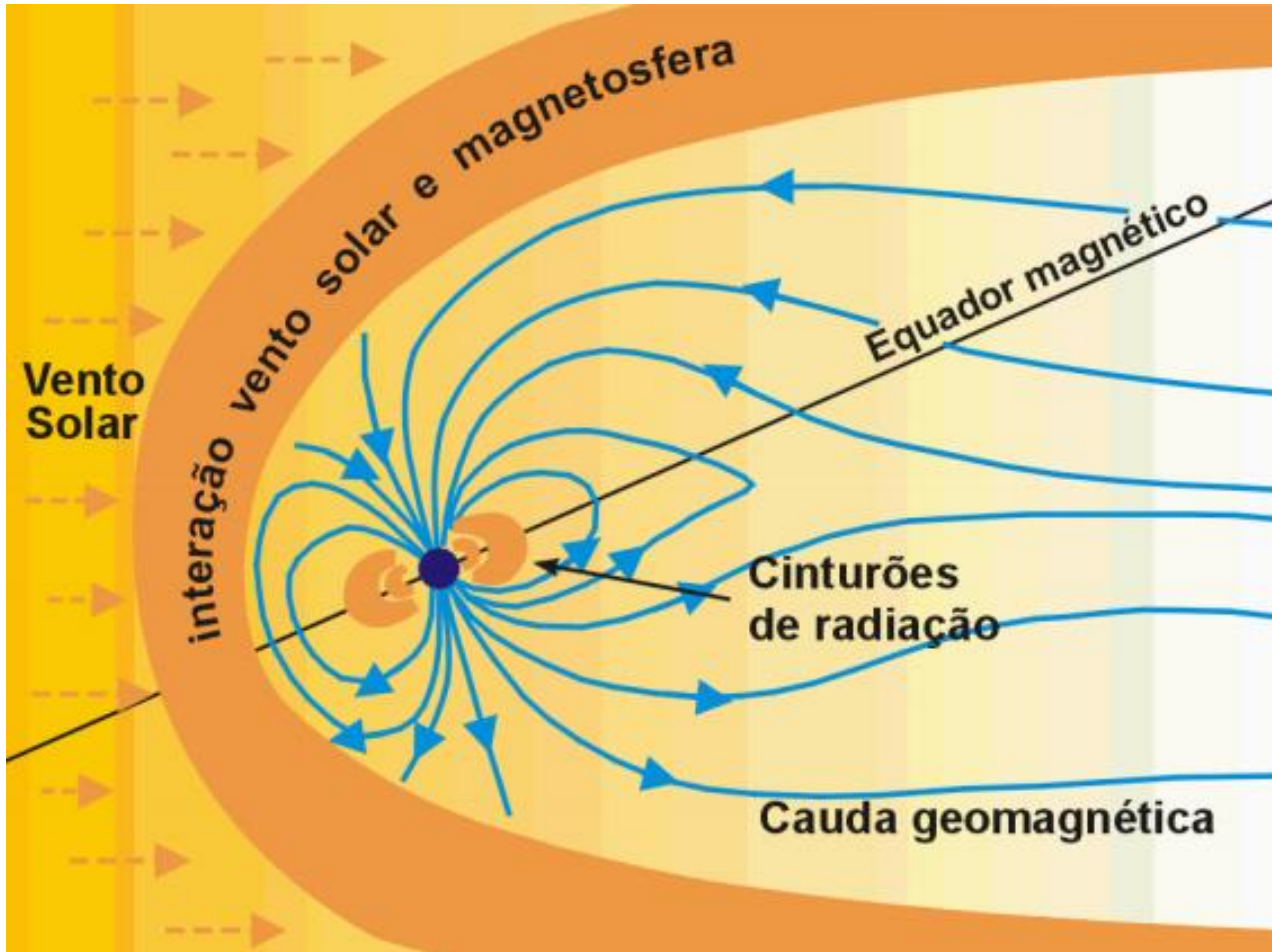 interação vento solar e magnetosfera
Equador magnético
Vento
Solar
Cinturões
de radiação
Cauda geomagnética